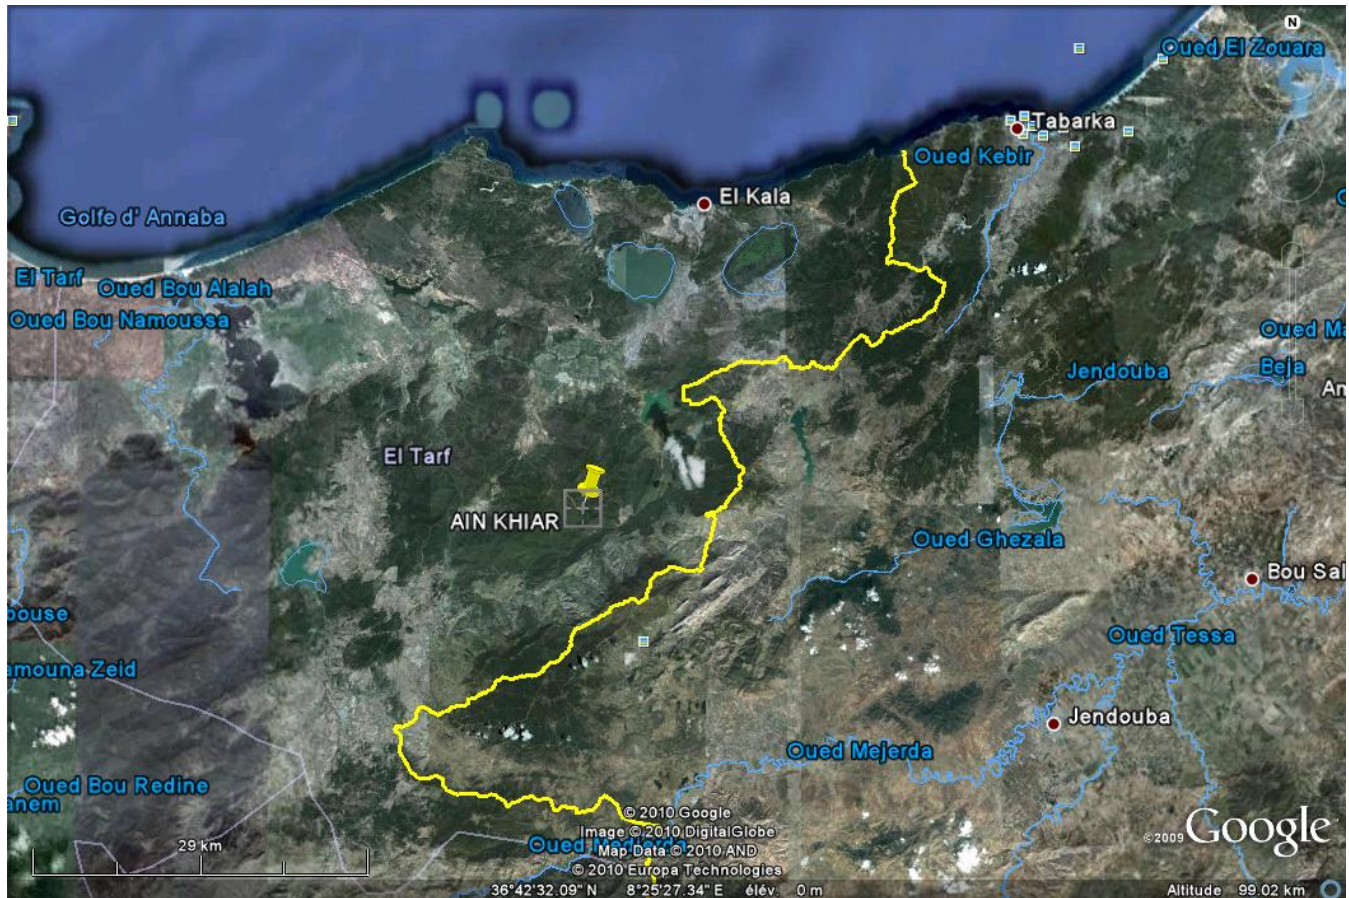 N
Oued El Zouara
Tabarka
Oued Kebir
El Kala
Golfe d' Annaba
El Tarf
Oued Bou Alalah
Oued Bou Namoussa
Oued Ma
Beja
Jendouba
Am
El Tarf
AIN KHIAR
Oued Ghezala
Bou Sal
bouse
Oued Tessa
amouna Zeid
Jendouba
Oued Mejerda
Oued Bou Redine
anem
© 2010 Google
Image © 2010 DigitalGlobe
©2009 Google
29 km
Map Data © 2010 AND
© 2010 Europa Technologies
36°42'32.09" N 8°25'27.34" E élév. 0 m
Altitude 99.02 km